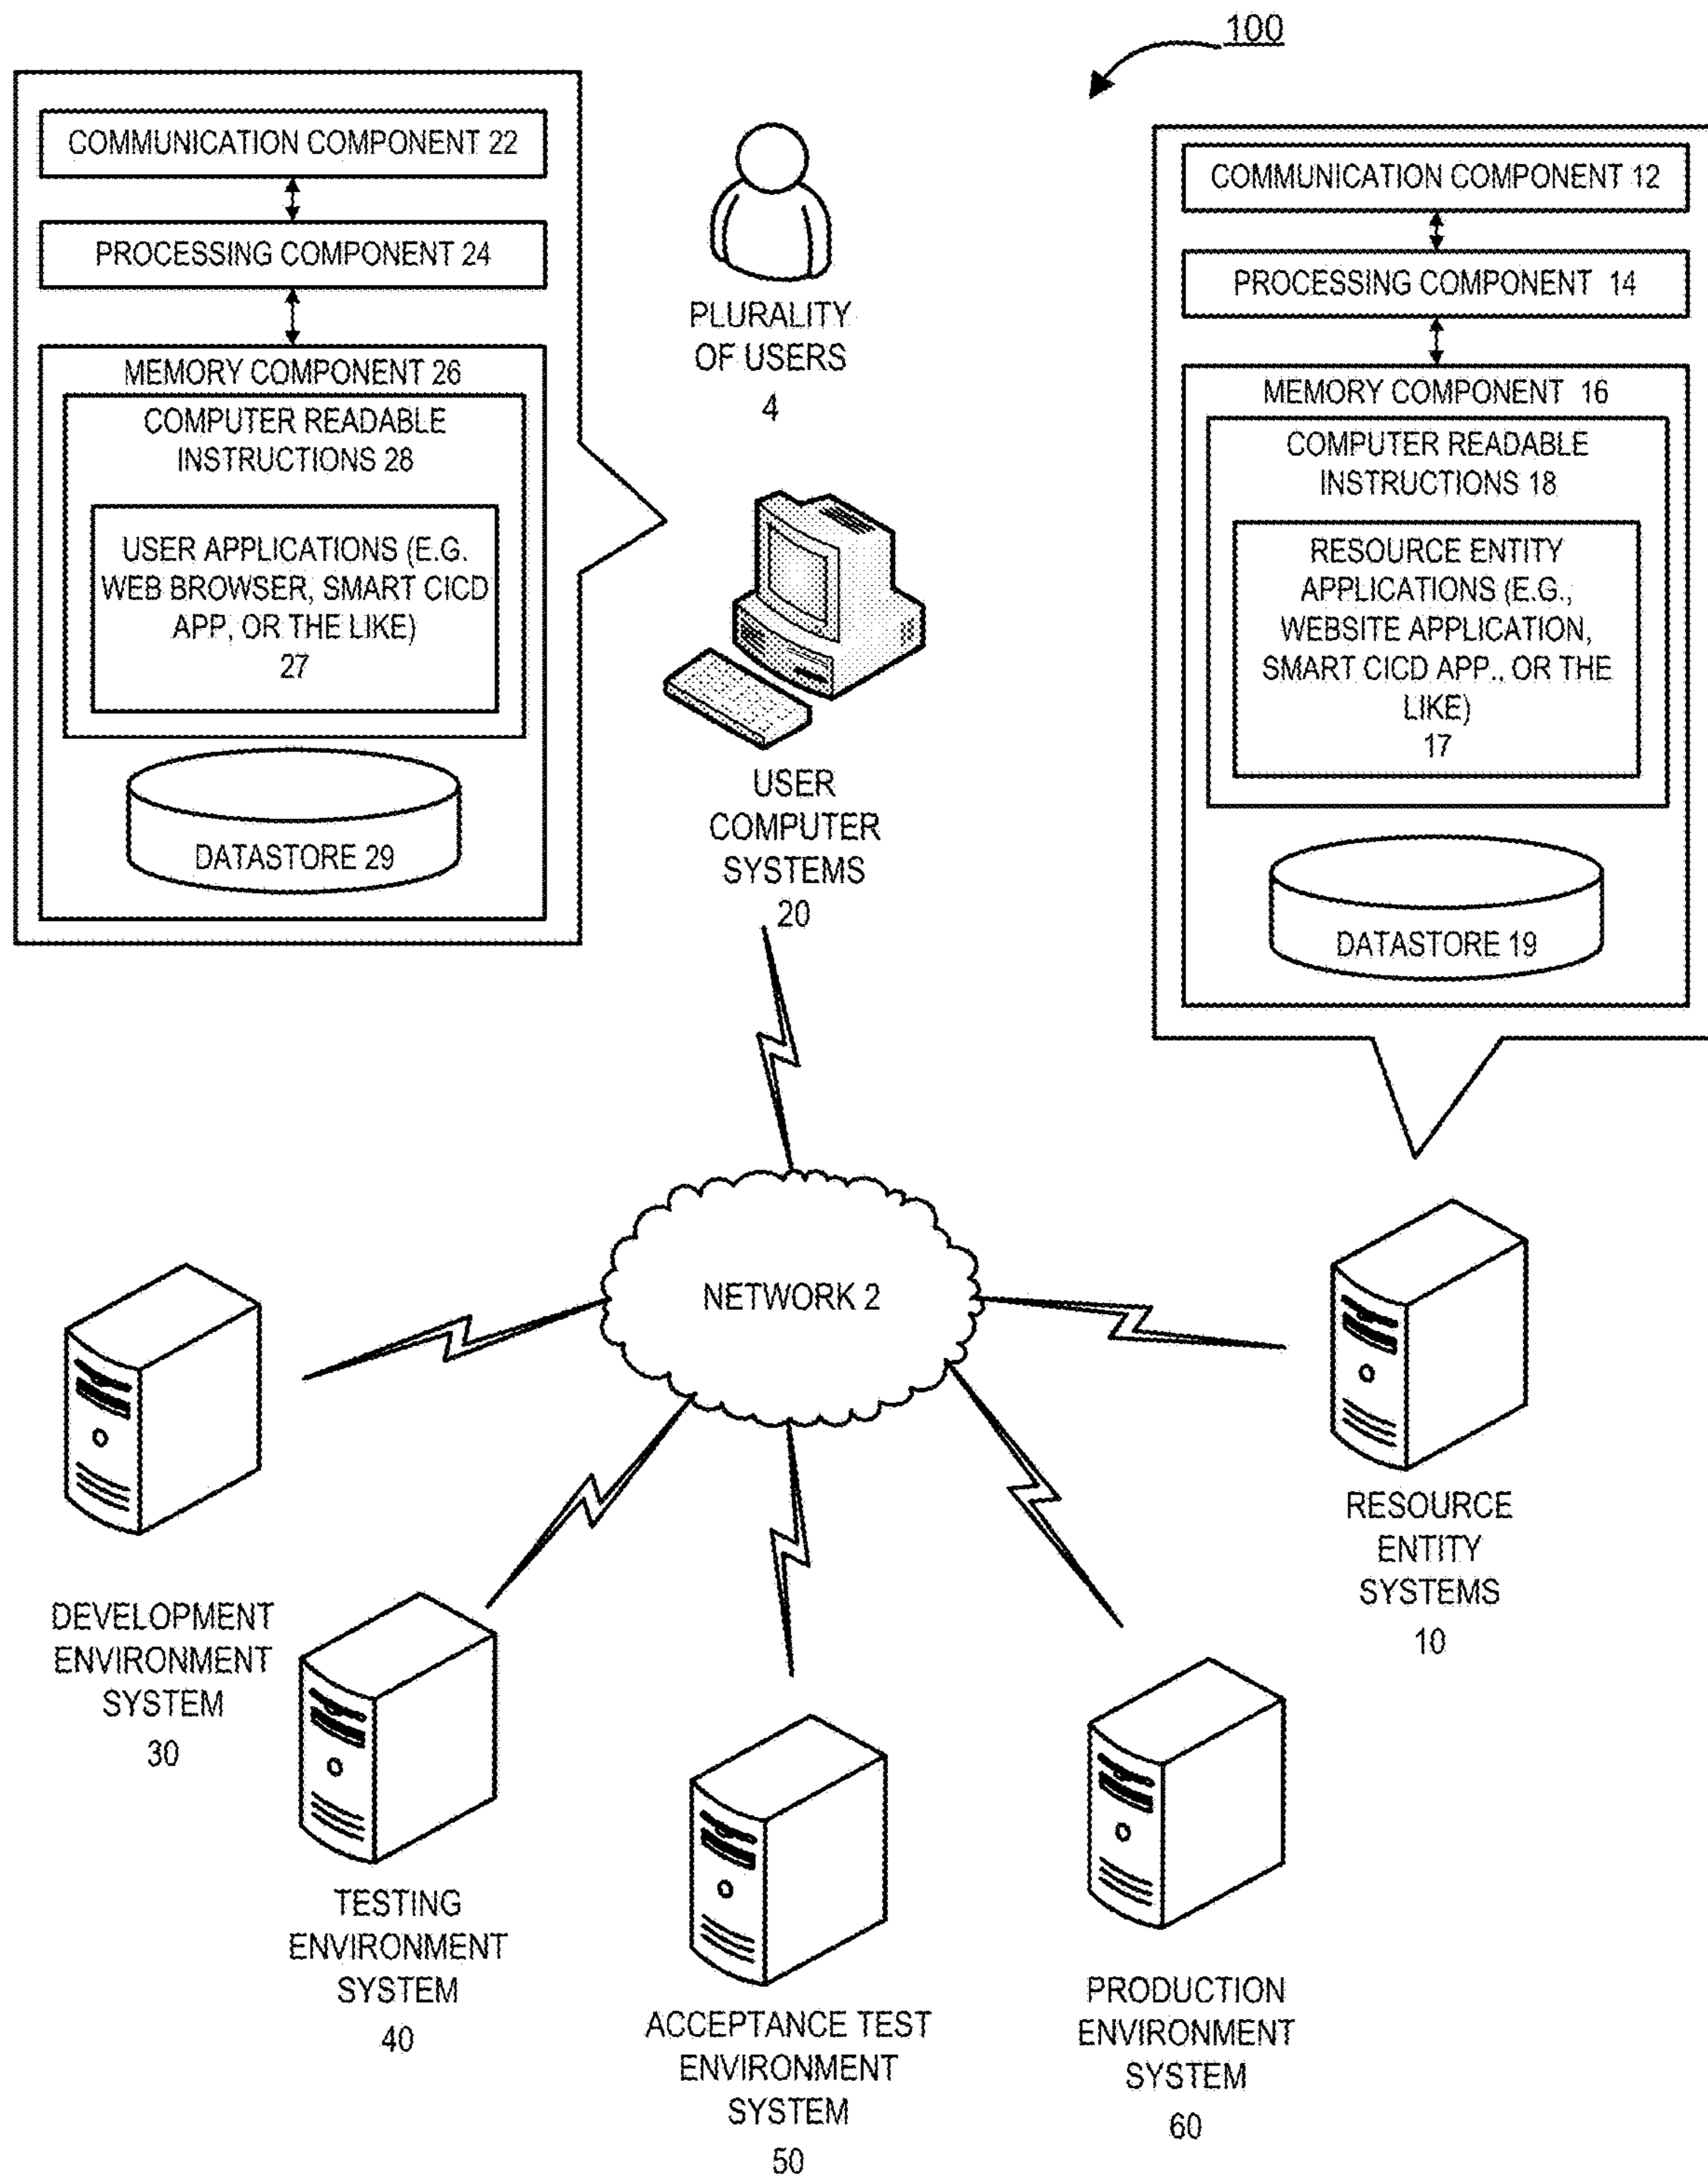 100
COMMUNICATION COMPONENT 22
PROCESSING COMPONENT 24
MEMORY COMPONENT 26
COMPUTER READABLE
INSTRUCTIONS 28
USER APPLICATIONS (E.G.
WEB BROWSER, SMART CICD
APP, OR THE LIKE)
27
DATASTORE 29
PLURALITY
OF USERS
4
USER
COMPUTER
SYSTEMS
20
COMMUNICATION COMPONENT 12
PROCESSING COMPONENT 14
MEMORY COMPONENT 16
COMPUTER READABLE
INSTRUCTIONS 18
RESOURCE ENTITY
APPLICATIONS (E.G.,
WEBSITE APPLICATION,
SMART CICD APP., OR THE
LIKE)
17
DATASTORE 19
NETWORK 2
RESOURCE
ENTITY
SYSTEMS
10
DEVELOPMENT
ENVIRONMENT
SYSTEM
30
TESTING
ENVIRONMENT
SYSTEM
40
ACCEPTANCE TEST
ENVIRONMENT
SYSTEM
50
PRODUCTION
ENVIRONMENT
SYSTEM
60